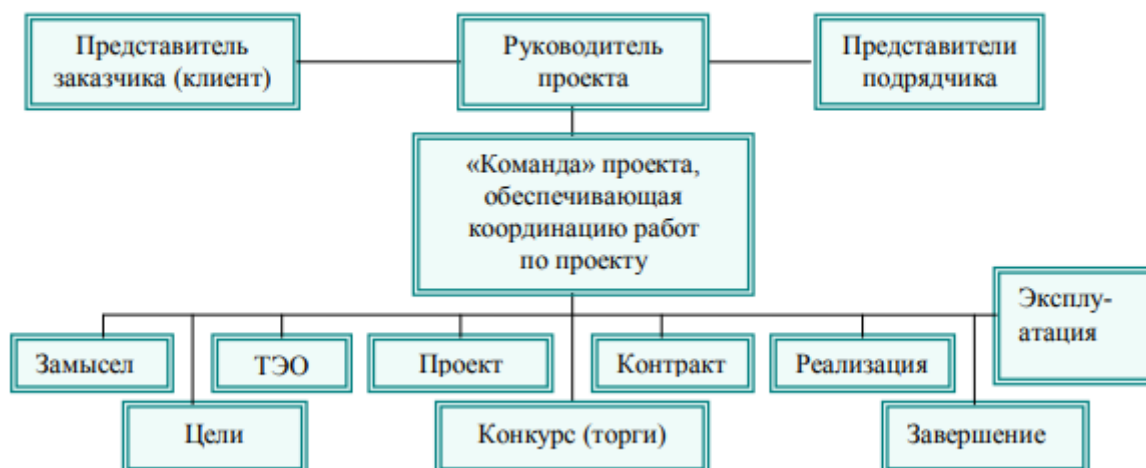 Представитель
заказчика (клиент)
Руководитель
проекта
Представители
подрядчика
«Команда» проекта,
обеспечивающая
координацию работ
по проекту
Эксплу-
атация
Замысел
ТЭО
Проект
Контракт
Реализация
Цели
Конкурс (торги)
Завершение